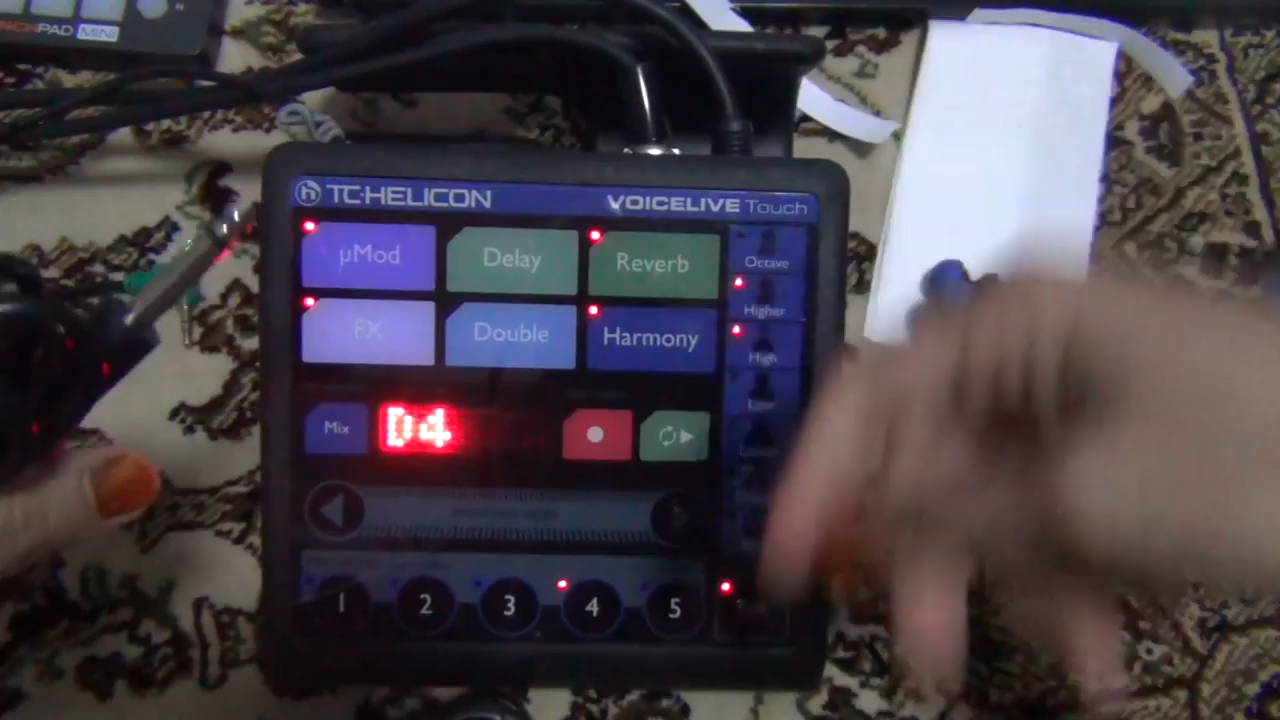 PAD MINI
TC·HELICON
VOICELIVE Touch
µMod
Delay
Reverb
FX
Double
Harmony
Octave
Higher
High
Low
Mix
04
1
2
3
4
5